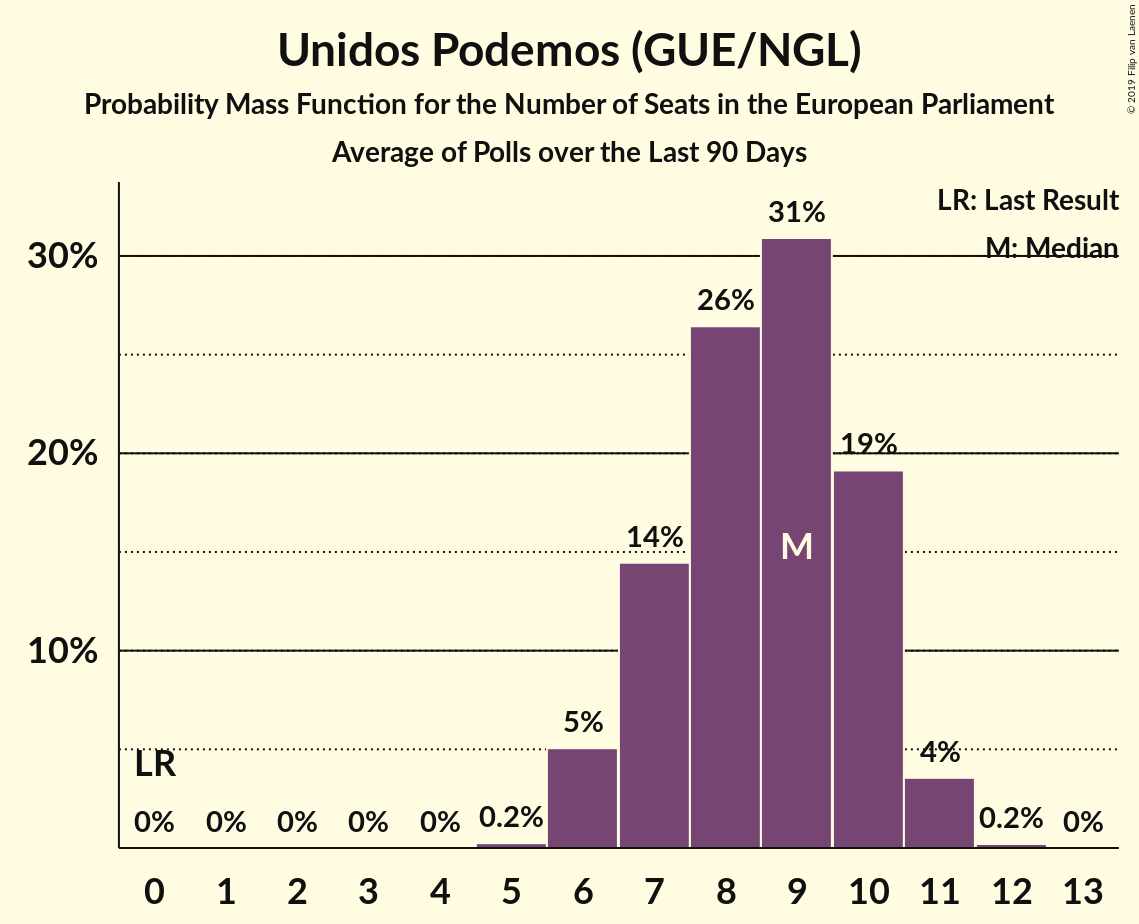 Unidos Podemos (GUE/NGL)
Probability Mass Function for the Number of Seats in the European Parliament
Average of Polls over the Last 90 Days
© 2019 Filip van Laenen
LR: Last Result
M: Median
30%
20%
10%
LR
M
0%
0%
0%
0%
0%
0.2%
5%
14%
26%
31%
19%
4%
0.2%
0%
0 1 2 3 4 5 6 7 8 9 10 11 12 13